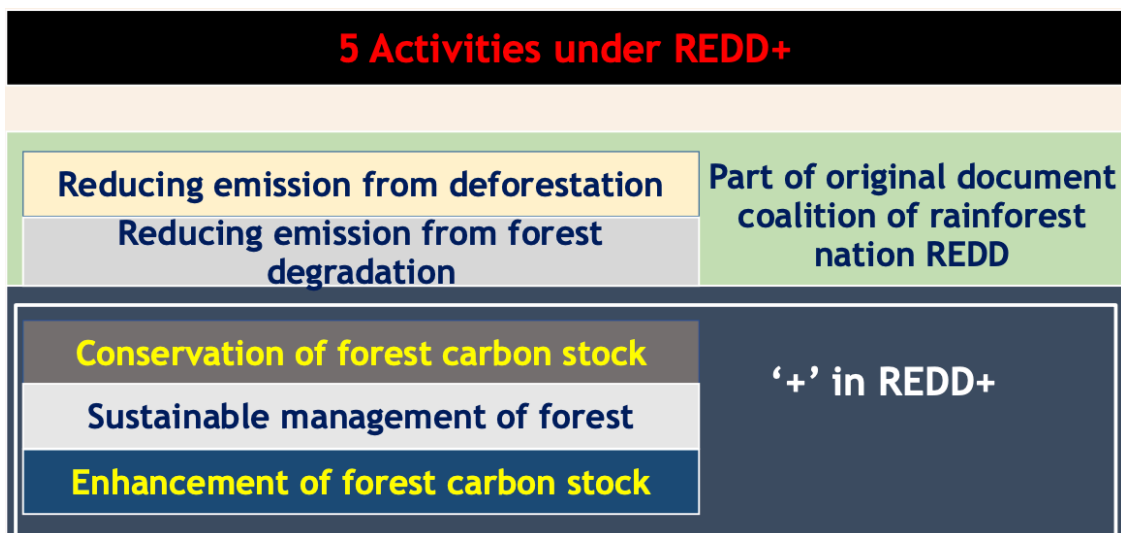 5 Activities under REDD+
Reducing emission from deforestation
Reducing emission from forest
degradation
Part of original document
coalition of rainforest
nation REDD
Conservation of forest carbon stock
Sustainable management of forest
Enhancement of forest carbon stock
‘+’ in REDD+